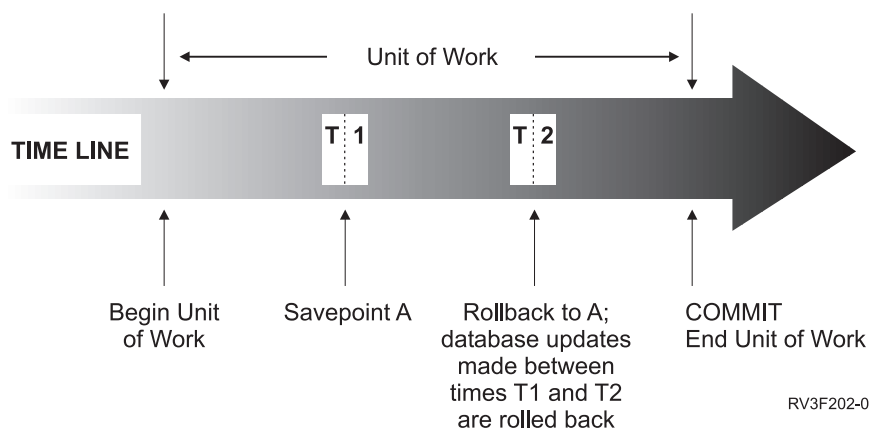 Unit of Work
TIME LINE
T 1
T 2
Begin Unit
of Work
Savepoint A
Rollback to A;
database updates
made between
times T1 and T2
are rolled back
COMMIT
End Unit of Work
RV3F202-0